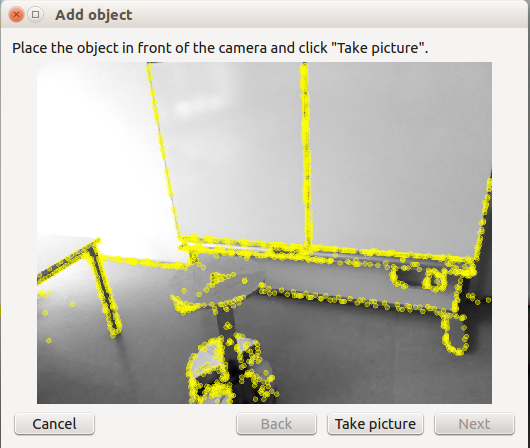 Add object
Place the object in front of the camera and click "Take picture".
Cancel
Back
Take picture
Next